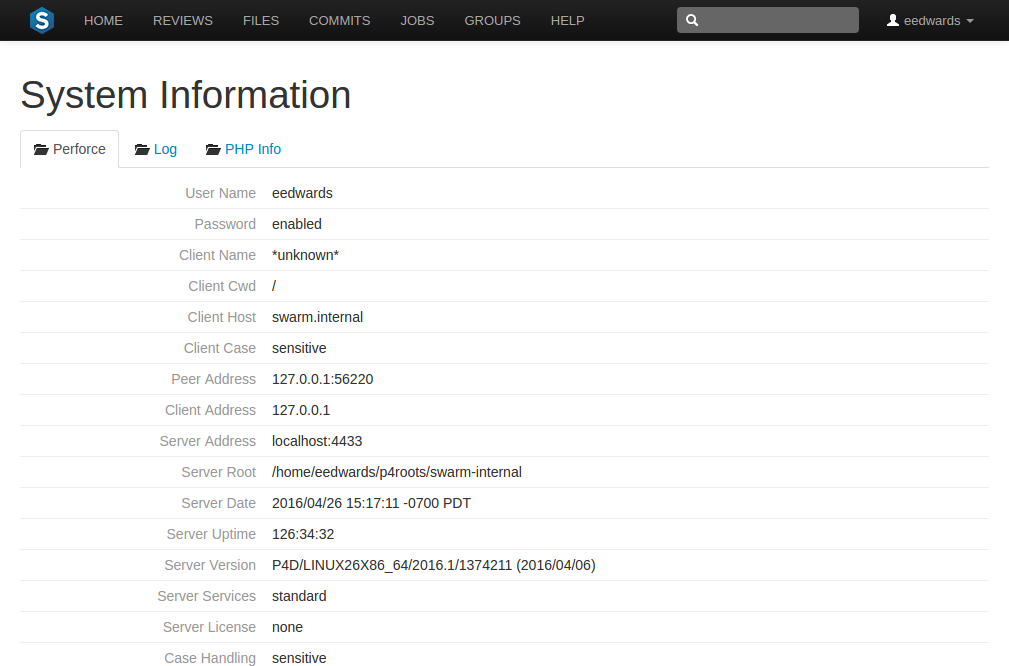 S HOME REVIEWS FILES COMMITS JOBS GROUPS HELP eedwards
System Information
Perforce Log PHP Info
User Name eedwards
Password enabled
Client Name *unknown*
Client Cwd /
Client Host swarm.internal
Client Case sensitive
Peer Address 127.0.0.1:56220
Client Address 127.0.0.1
Server Address localhost:4433
Server Root /home/eedwards/p4roots/swarm-internal
Server Date 2016/04/26 15:17:11 -0700 PDT
Server Uptime 126:34:32
Server Version P4D/LINUX26X86_64/2016.1/1374211 (2016/04/06)
Server Services standard
Server License none
Case Handling sensitive